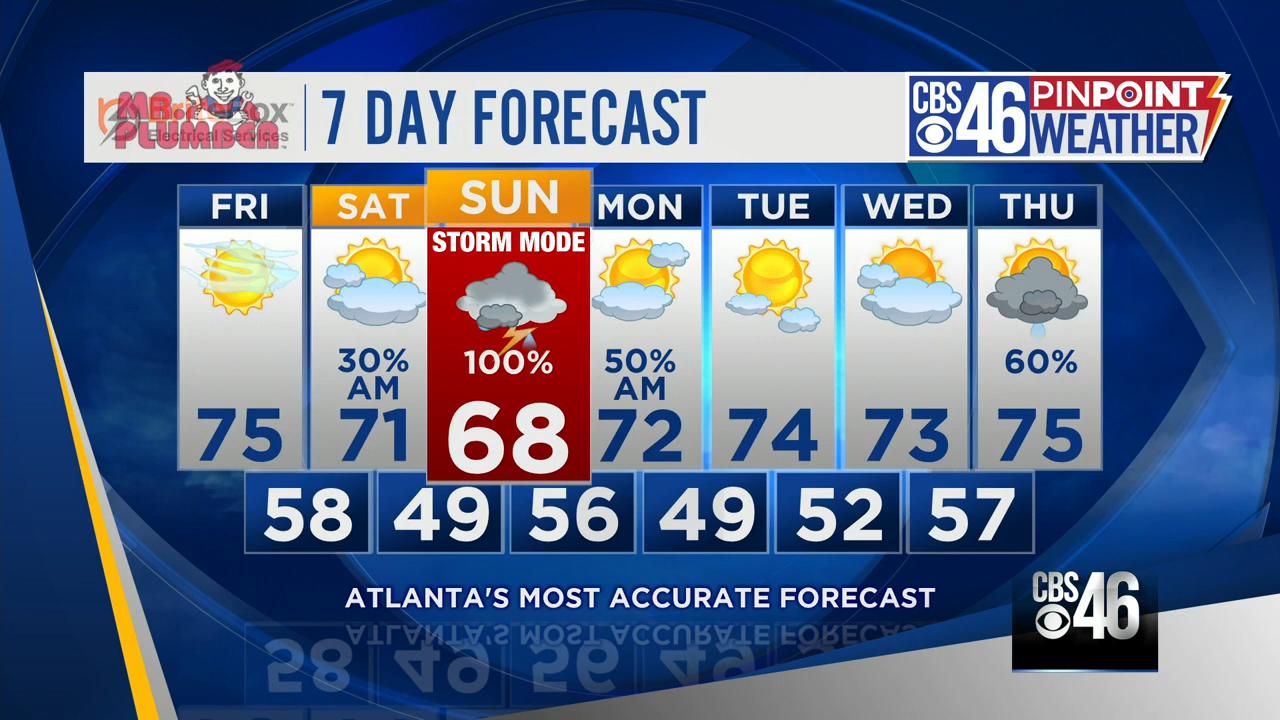 7 DAY FORECAST
CBS 46 PINPOINT WEATHER
FRI SAT SUN MON TUE WED THU
STORM MODE
30% AM 100% 50% AM 60%
75 71 68 72 74 73 75
58 49 56 49 52 57
ATLANTA'S MOST ACCURATE FORECAST
CBS 46